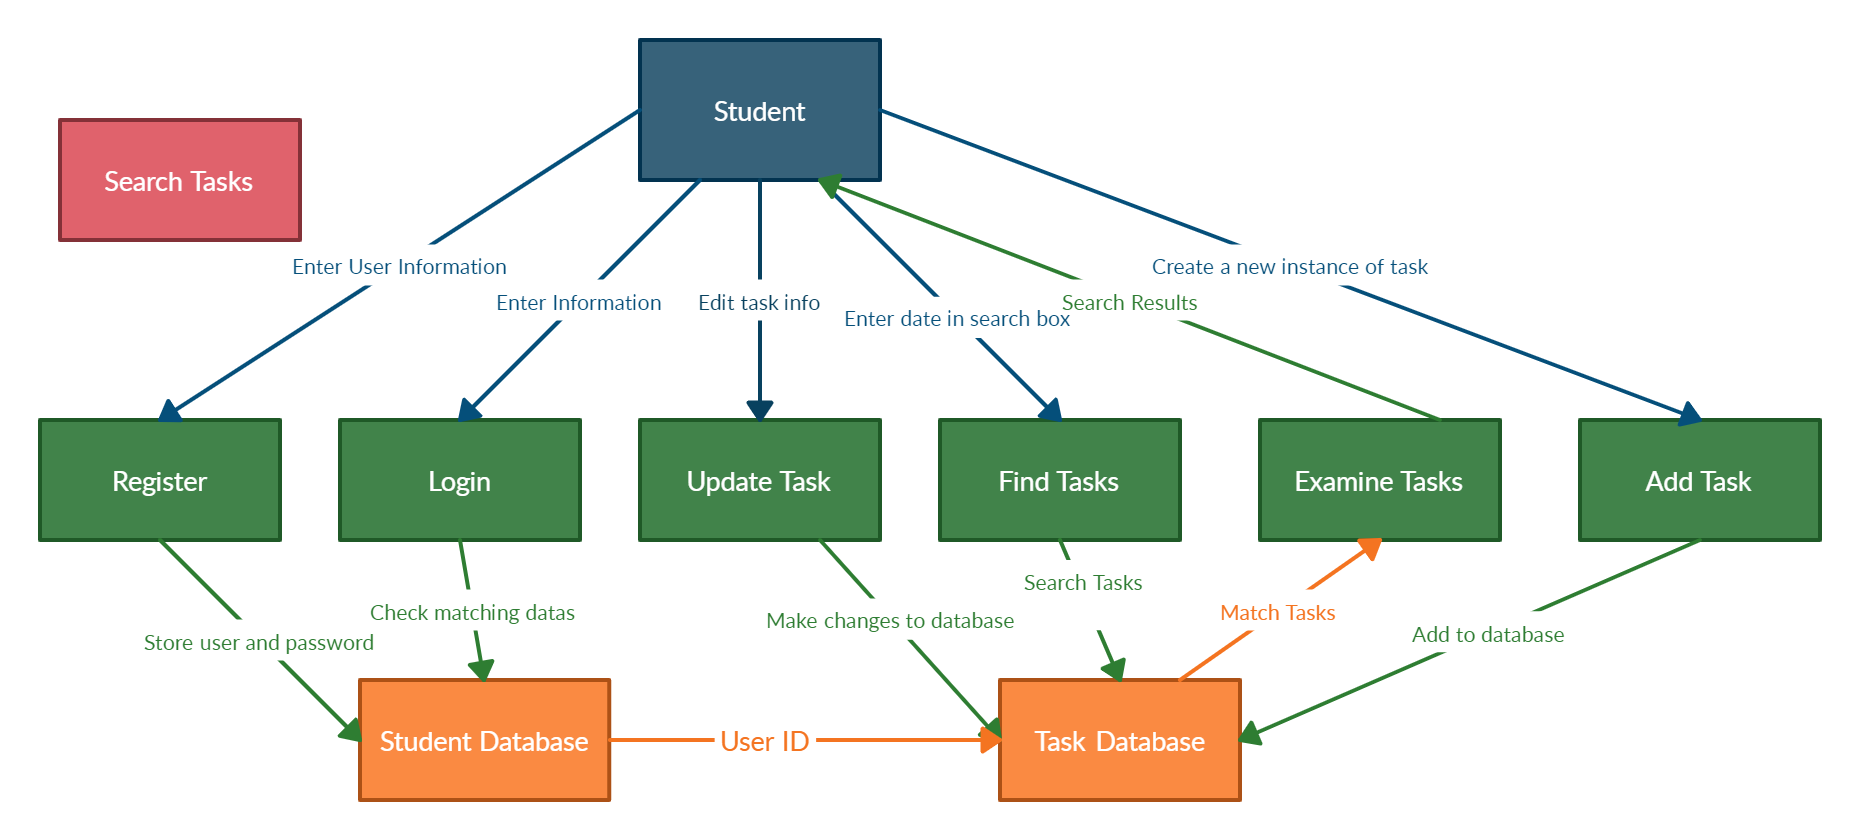 Student
Search Tasks
Enter User Information
Create a new instance of task
Enter Information
Edit task info
Search Results
Enter date in search box
Register
Login
Update Task
Find Tasks
Examine Tasks
Add Task
Search Tasks
Check matching datas
Match Tasks
Make changes to database
Add to database
Store user and password
Student Database
User ID
Task Database